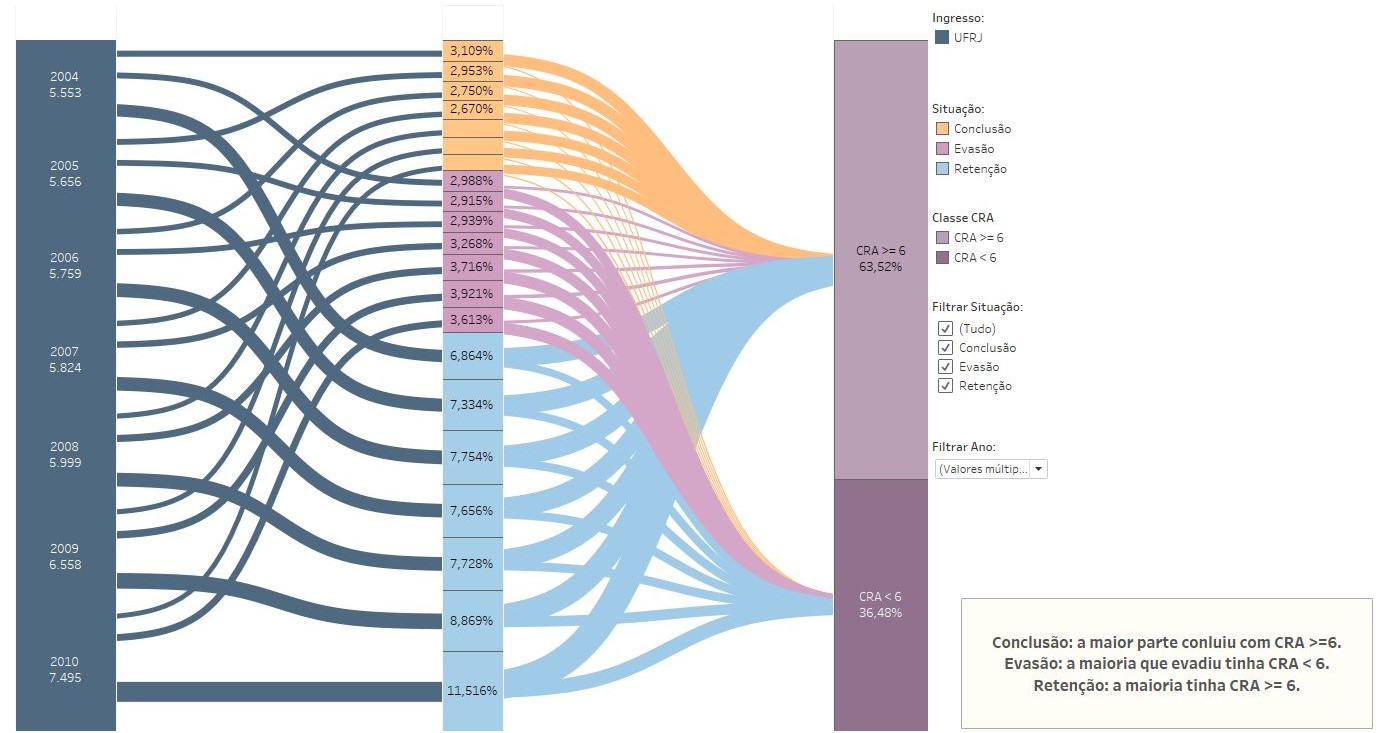 2004
5.553
2005
5.656
2006
5.759
2007
5.824
2008
5.999
2009
6.558
2010
7.495
3,109%
2,953%
2,750%
2,670%
2,988%
2,915%
2,939%
3,268%
3,716%
3,921%
3,613%
6,864%
7,334%
7,754%
7,656%
7,728%
8,869%
11,516%
CRA >= 6
63,52%
CRA < 6
36,48%
Ingresso:
UFRJ
Situação:
Conclusão
Evasão
Retenção
Classe CRA
CRA >= 6
CRA < 6
Filtrar Situação:
(Tudo)
Conclusão
Evasão
Retenção
Filtrar Ano:
(Valores múltip...
Conclusão: a maior parte conluiu com CRA >=6.
Evasão: a maioria que evadiu tinha CRA < 6.
Retenção: a maioria tinha CRA >= 6.